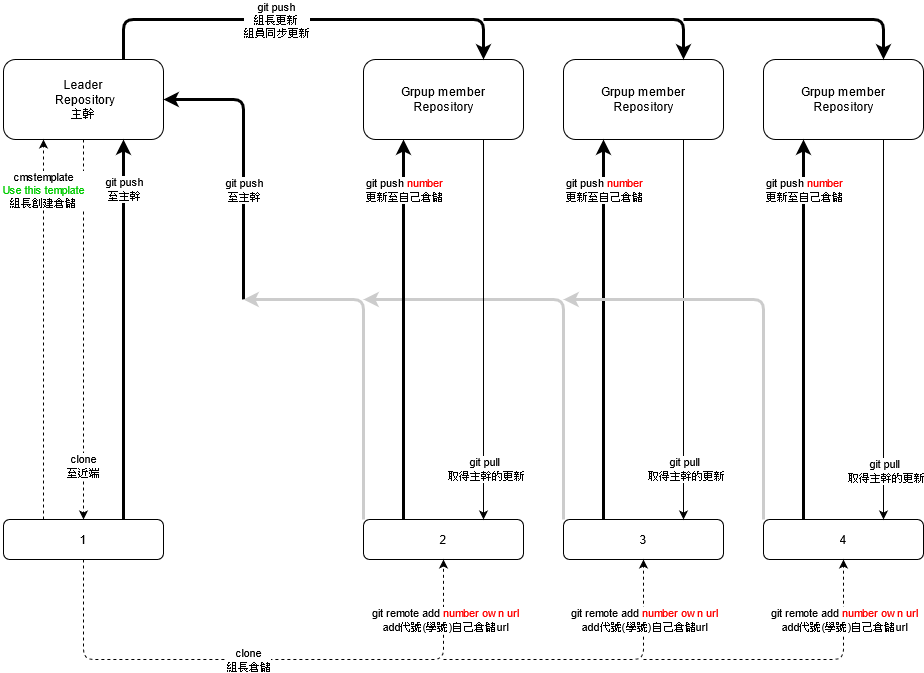 git push
組長更新
組員同步更新
Leader
Repository
主幹
Grpup member
Repository
Grpup member
Repository
Grpup member
Repository
cmstemplate
Use this template
組長創建倉儲
git push
至主幹
git push
至主幹
git push number
更新至自己倉儲
git push number
更新至自己倉儲
git push number
更新至自己倉儲
clone
至近端
git pull
取得主幹的更新
git pull
取得主幹的更新
git pull
取得主幹的更新
1
2
3
4
git remote add number own url
add代號(學號)自己倉儲url
git remote add number own url
add代號(學號)自己倉儲url
git remote add number own url
add代號(學號)自己倉儲url
clone
組長倉儲